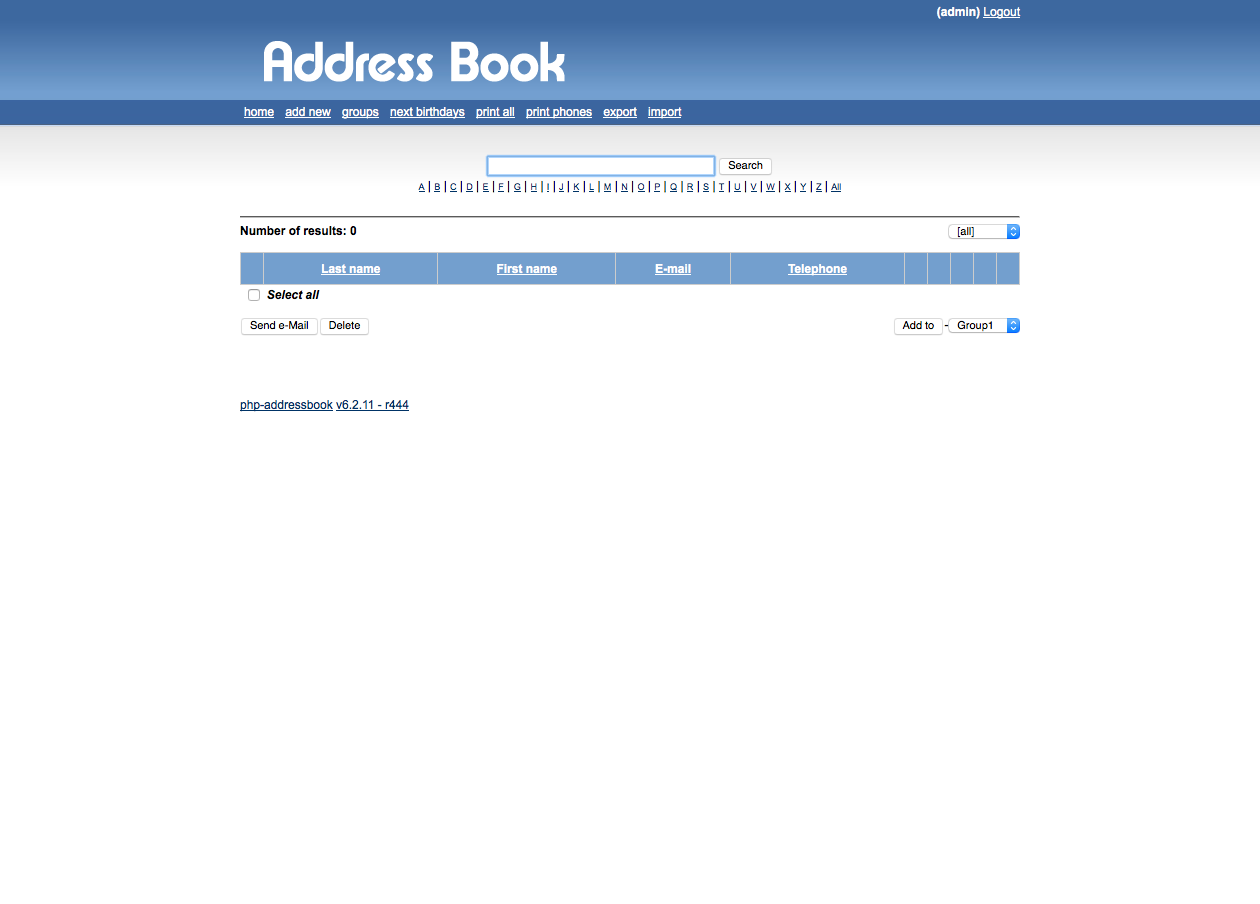 (admin) Logout
Address Book
home add new groups next birthdays print all print phones export import
Search
A | B | C | D | E | F | G | H | I | J | K | L | M | N | O | P | Q | R | S | T | U | V | W | X | Y | Z | All
Number of results: 0 [all]
Last name First name E-mail Telephone
Select all
Send e-Mail Delete Add to - Group1
php-addressbook v6.2.11 - r444